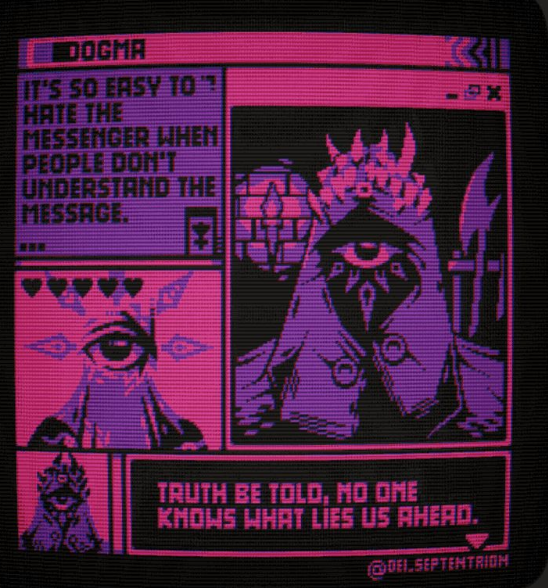 DOGMA
IT'S SO EASY TO
HATE THE
MESSENGER WHEN
PEOPLE DON'T
UNDERSTAND THE
MESSAGE.
...
TRUTH BE TOLD, NO ONE
KNOWS WHAT LIES US AHEAD.
@DEI_SEPTENTRION